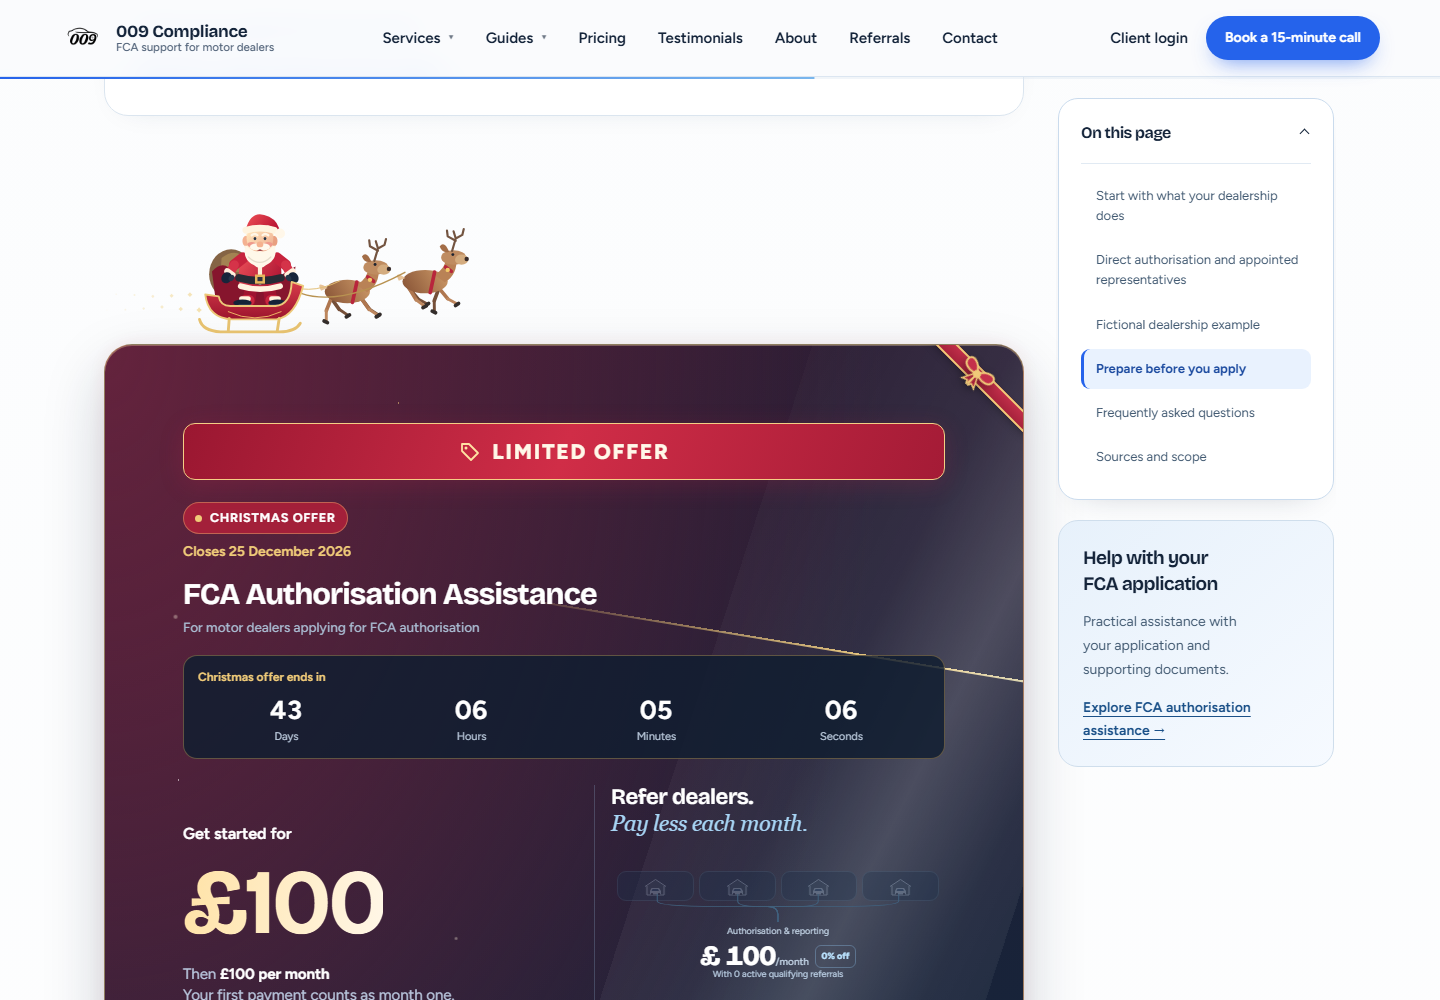 009
009 Compliance
FCA support for motor dealers
Services
Guides
Pricing
Testimonials
About
Referrals
Contact
Client login
Book a 15-minute call
On this page
Start with what your dealership
does
Direct authorisation and appointed
representatives
Fictional dealership example
Prepare before you apply
Frequently asked questions
Sources and scope
Help with your
FCA application
Practical assistance with
your application and
supporting documents.
Explore FCA authorisation
assistance →
LIMITED OFFER
CHRISTMAS OFFER
Closes 25 December 2026
FCA Authorisation Assistance
For motor dealers applying for FCA authorisation
Christmas offer ends in
43 06 05 06
Days Hours Minutes Seconds
Get started for
£100
Then £100 per month
Your first payment counts as month one.
Refer dealers.
Pay less each month.
Authorisation & reporting
£ 100/month 0% off
With 0 active qualifying referrals